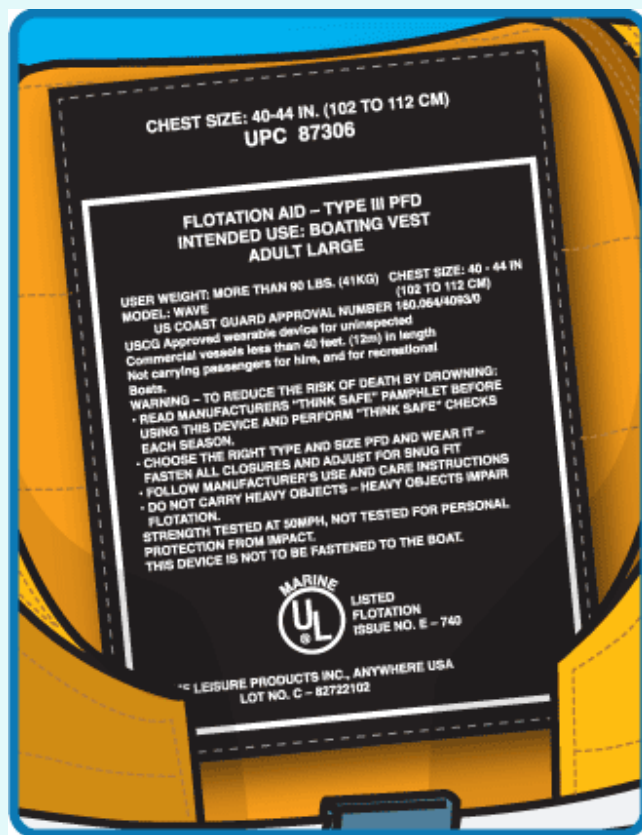 CHEST SIZE: 40-44 IN. (102 TO 112 CM)
UPC 87306
FLOTATION AID – TYPE III PFD
INTENDED USE: BOATING VEST
ADULT LARGE
USER WEIGHT: MORE THAN 90 LBS. (41KG) CHEST SIZE: 40 - 44 IN
MODEL: WAVE (102 TO 112 CM)
US COAST GUARD APPROVAL NUMBER 160.064/4093/0
USCG Approved wearable device for uninspected
Commercial vessels less than 40 feet. (12m) in length
Not carrying passengers for hire, and for recreational
Boats.
WARNING – TO REDUCE THE RISK OF DEATH BY DROWNING:
• READ MANUFACTURERS "THINK SAFE" PAMPHLET BEFORE
USING THIS DEVICE AND PERFORM "THINK SAFE" CHECKS
EACH SEASON.
• CHOOSE THE RIGHT TYPE AND SIZE PFD AND WEAR IT –
FASTEN ALL CLOSURES AND ADJUST FOR SNUG FIT
• FOLLOW MANUFACTURER'S USE AND CARE INSTRUCTIONS
• DO NOT CARRY HEAVY OBJECTS – HEAVY OBJECTS IMPAIR
FLOTATION.
STRENGTH TESTED AT 50MPH, NOT TESTED FOR PERSONAL
PROTECTION FROM IMPACT.
THIS DEVICE IS NOT TO BE FASTENED TO THE BOAT.
MARINE
UL ®
LISTED
FLOTATION
ISSUE NO. E – 740
LEISURE PRODUCTS INC., ANYWHERE USA
LOT NO. C – 82722102